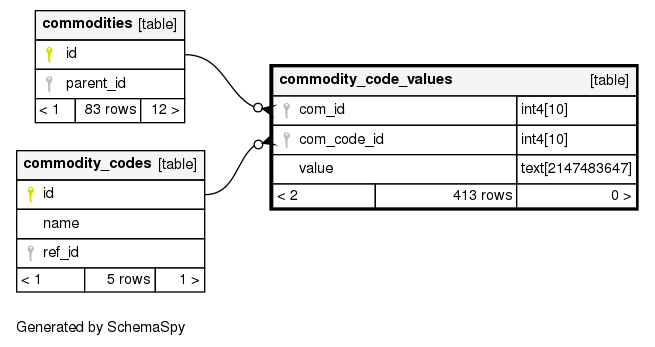 commodities [table]
id
parent_id
< 1 83 rows 12 >
commodity_code_values [table]
com_id int4[10]
com_code_id int4[10]
value text[2147483647]
< 2 413 rows 0 >
commodity_codes [table]
id
name
ref_id
< 1 5 rows 1 >
Generated by SchemaSpy